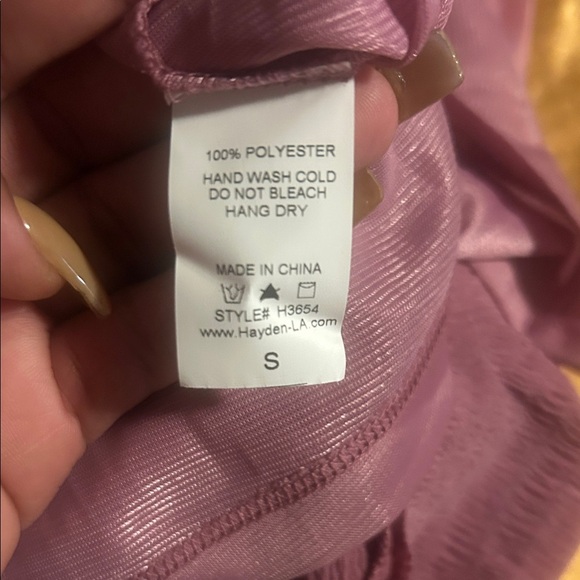 100% POLYESTER
HAND WASH COLD
DO NOT BLEACH
HANG DRY
MADE IN CHINA
STYLE# H3654
www.Hayden-LA.com
S